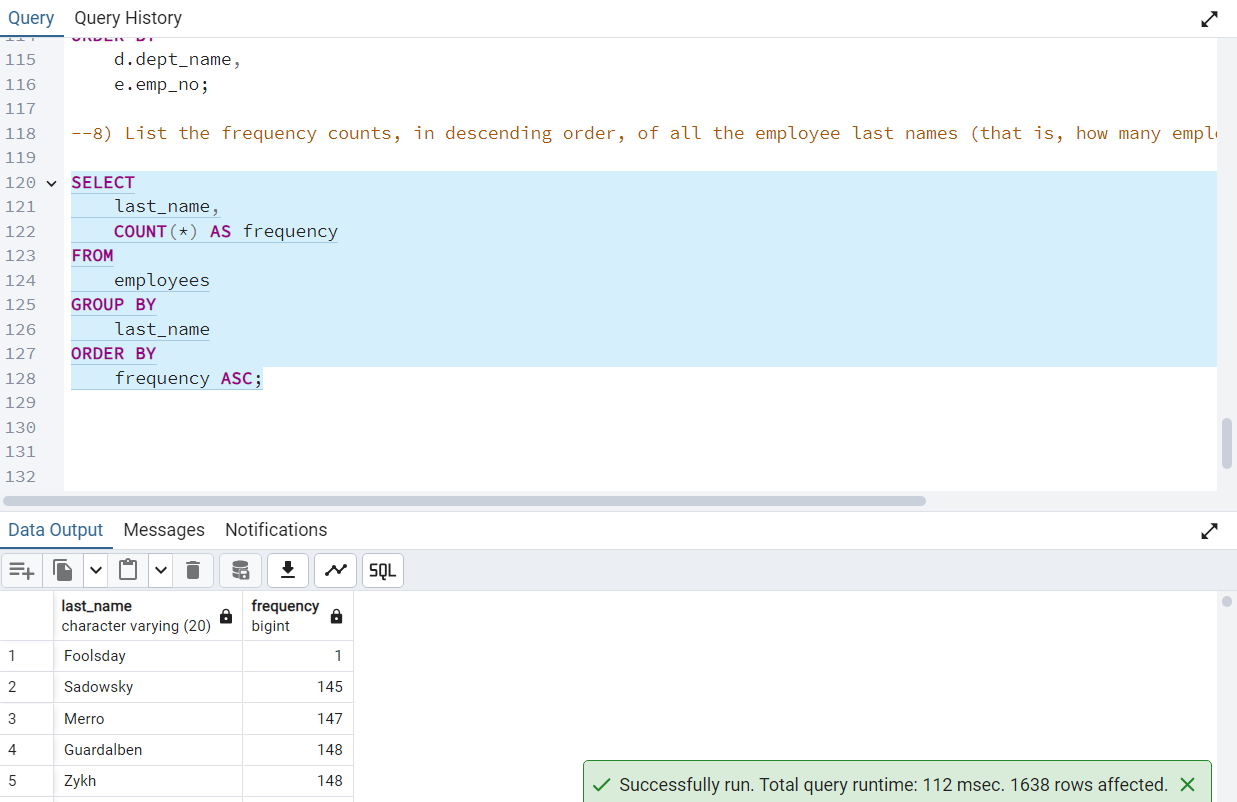 Query Query History
115 d.dept_name,
116 e.emp_no;
117
118 --8) List the frequency counts, in descending order, of all the employee last names (that is, how many empl
119
120 SELECT
121 last_name,
122 COUNT(*) AS frequency
123 FROM
124 employees
125 GROUP BY
126 last_name
127 ORDER BY
128 frequency ASC;
129
130
131
132
Data Output Messages Notifications
SQL
last_name frequency
character varying (20) bigint
1 Foolsday 1
2 Sadowsky 145
3 Merro 147
4 Guardalben 148
5 Zykh 148
Successfully run. Total query runtime: 112 msec. 1638 rows affected.